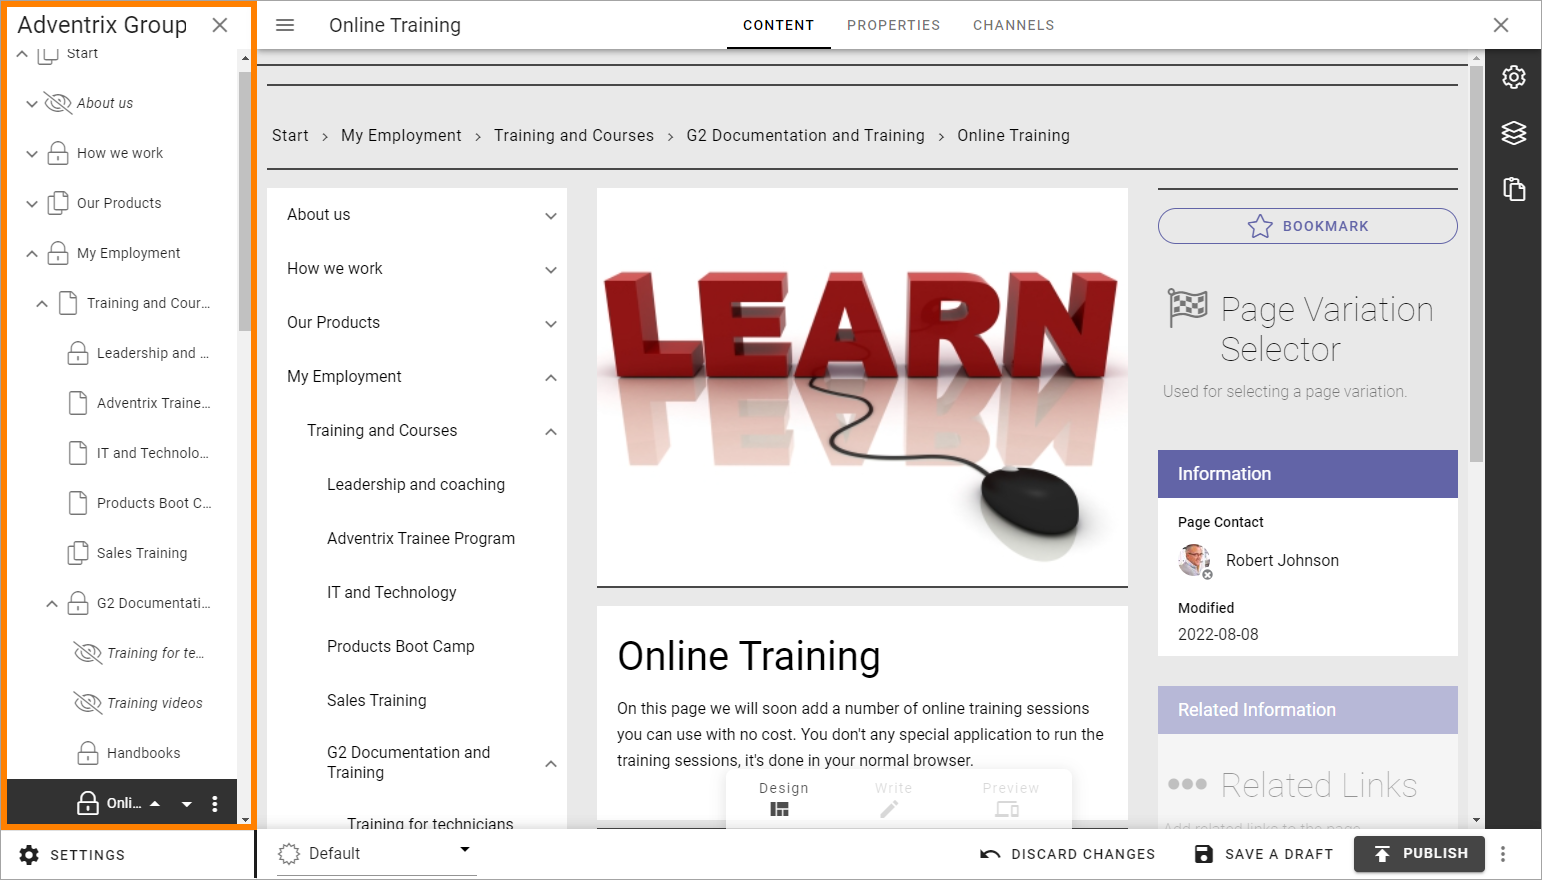 Adventrix Group
Start
About us
How we work
Our Products
My Employment
Training and Cour...
Leadership and ...
Adventrix Traine...
IT and Technolo...
Products Boot C...
Sales Training
G2 Documentati...
Training for te...
Training videos
Handbooks
Onli...
SETTINGS
Online Training
CONTENT PROPERTIES CHANNELS
Start > My Employment > Training and Courses > G2 Documentation and Training > Online Training
About us
How we work
Our Products
My Employment
Training and Courses
Leadership and coaching
Adventrix Trainee Program
IT and Technology
Products Boot Camp
Sales Training
G2 Documentation and
Training
Training for technicians
LEARN
Online Training
On this page we will soon add a number of online training sessions
you can use with no cost. You don't any special application to run the
training sessions, it's done in your normal browser.
Design Write Preview
BOOKMARK
Page Variation
Selector
Used for selecting a page variation.
Information
Page Contact
Robert Johnson
Modified
2022-08-08
Related Information
Related Links
Add related links to the page
Default
DISCARD CHANGES SAVE A DRAFT PUBLISH